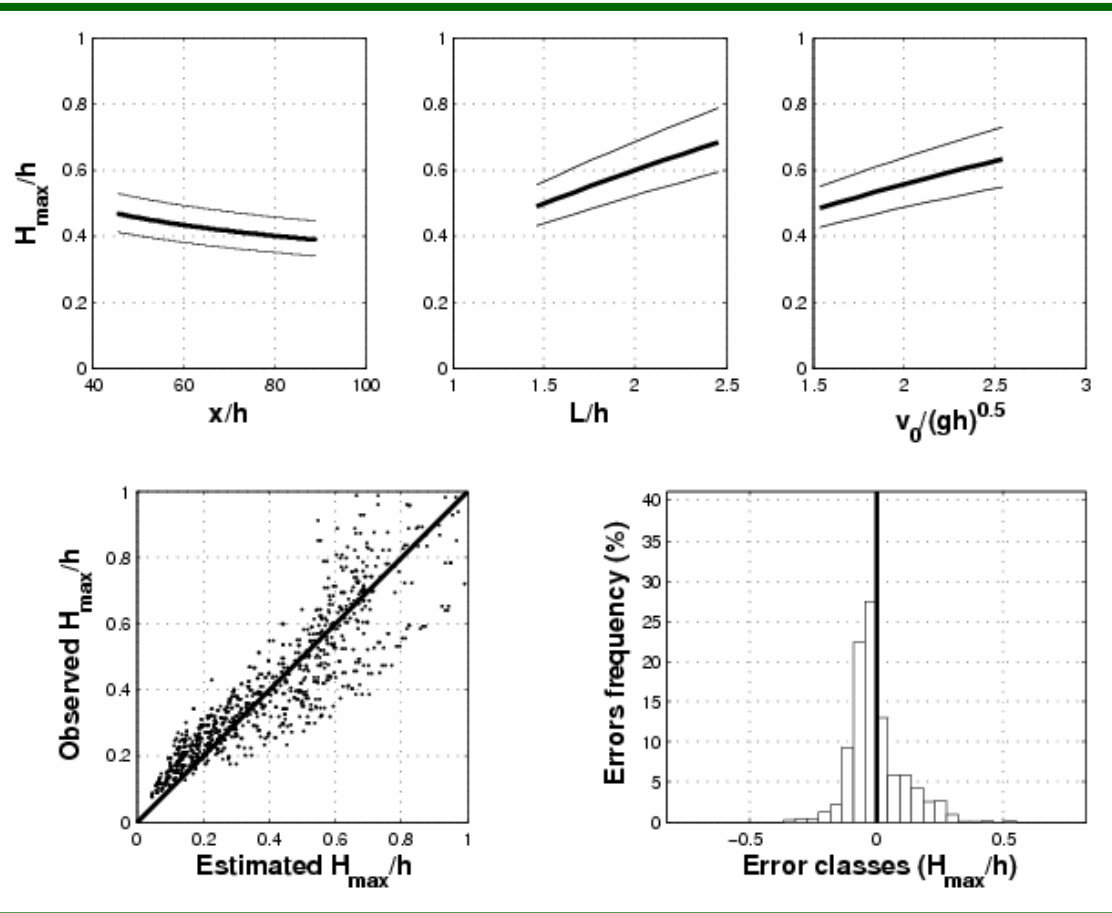 1
0.8
0.6
0.4
0.2
0
40 60 80 100
H_max/h
x/h
1
0.8
0.6
0.4
0.2
0
1 1.5 2 2.5
L/h
1
0.8
0.6
0.4
0.2
0
1.5 2 2.5 3
v_0/(gh)^0.5
1
0.8
0.6
0.4
0.2
0
0 0.2 0.4 0.6 0.8 1
Observed H_max/h
Estimated H_max/h
40
35
30
25
20
15
10
5
0
−0.5 0 0.5
Errors frequency (%)
Error classes (H_max/h)